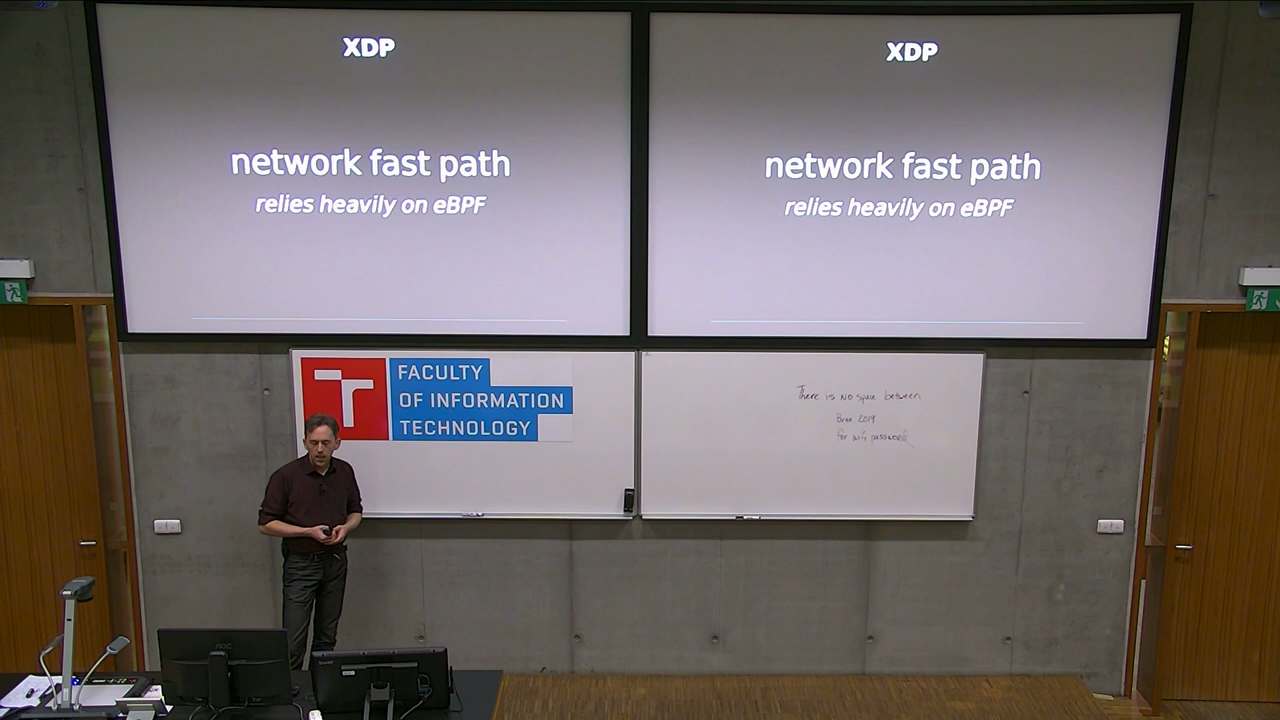 XDP
network fast path
relies heavily on eBPF
XDP
network fast path
relies heavily on eBPF
FACULTY
OF INFORMATION
TECHNOLOGY
There is NO space between
Brno 2019
for wifi password
AOC